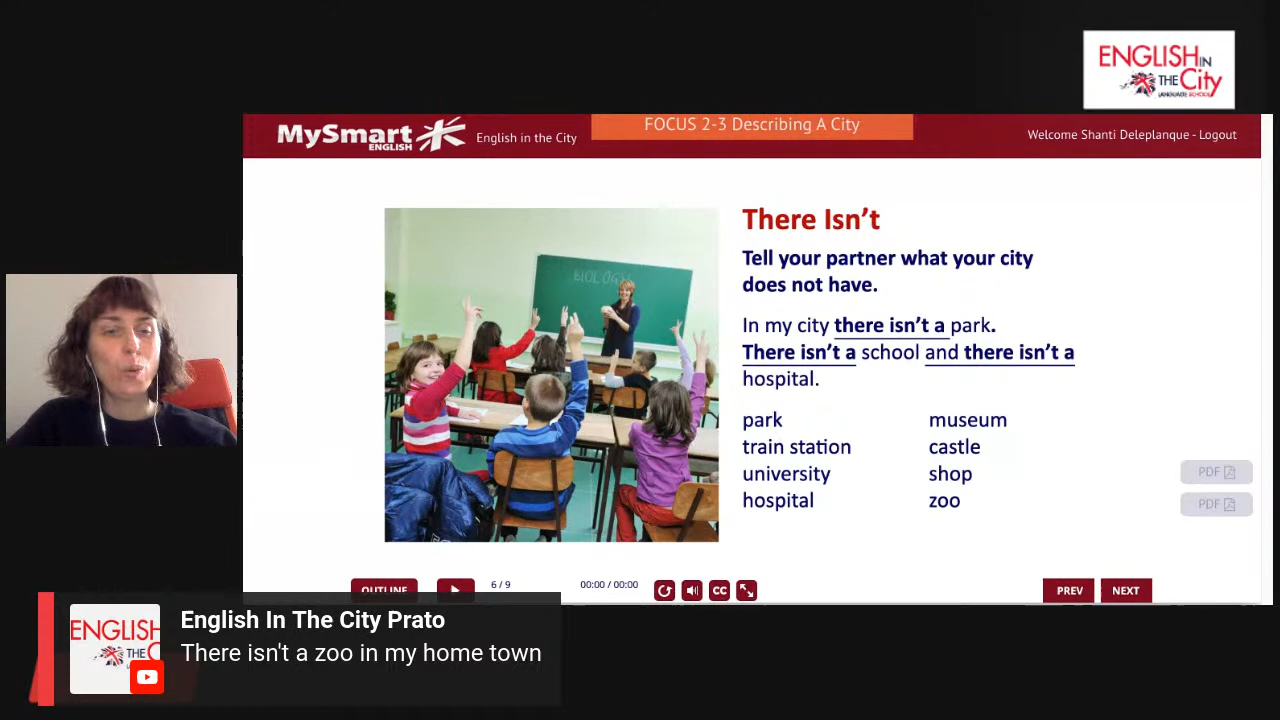 ENGLISH IN
THE City
LANGUAGE SCHOOL
MySmart
ENGLISH
English in the City
FOCUS 2-3 Describing A City
Welcome Shanti Deleplanque - Logout
BIOLOGY
There Isn't
Tell your partner what your city
does not have.
In my city there isn't a park.
There isn't a school and there isn't a
hospital.
park
train station
university
hospital
museum
castle
shop
zoo
PDF
PDF
OUTLINE
6 / 9
00:00 / 00:00
CC
PREV
NEXT
ENGLISH
THE
English In The City Prato
There isn't a zoo in my home town